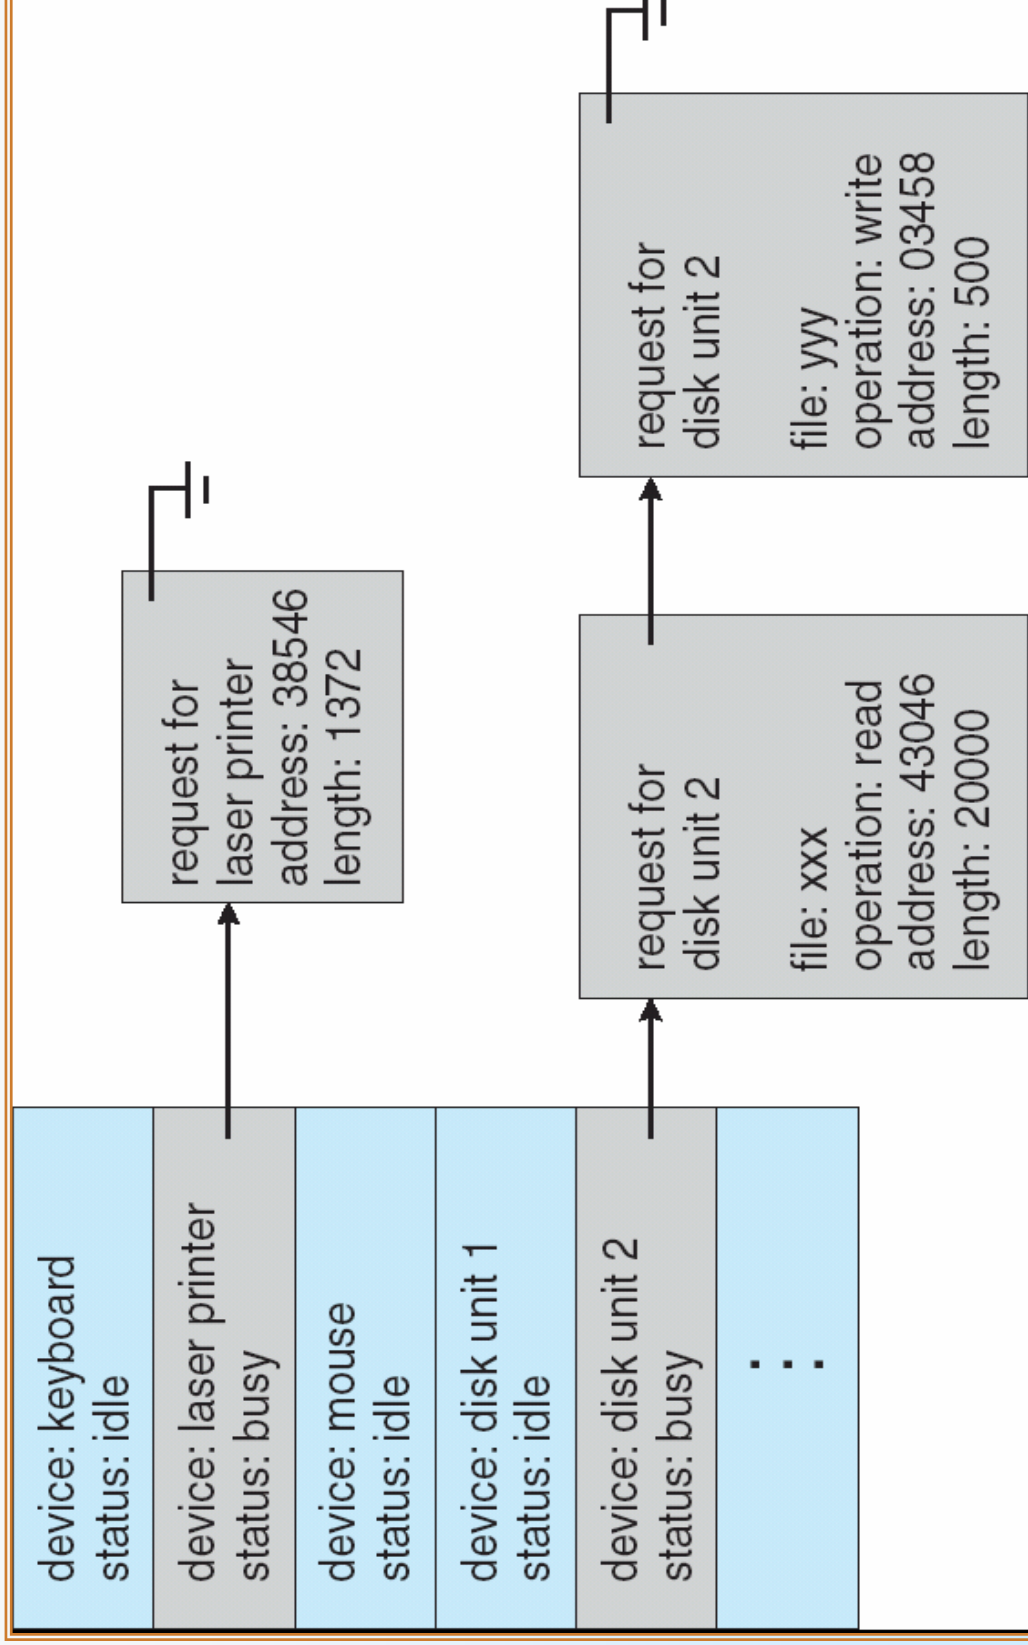 device: keyboard
status: idle
device: laser printer
status: busy
device: mouse
status: idle
device: disk unit 1
status: idle
device: disk unit 2
status: busy
request for
laser printer
address: 38546
length: 1372
request for
disk unit 2
file: xxx
operation: read
address: 43046
length: 20000
request for
disk unit 2
file: yyy
operation: write
address: 03458
length: 500